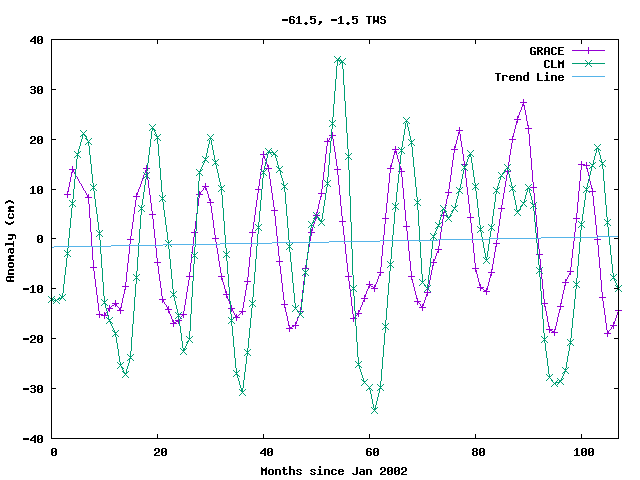 -61.5, -1.5 TWS
GRACE
CLM
Trend Line
40
30
20
10
0
-10
-20
-30
-40
Anomaly (cm)
0 20 40 60 80 100
Months since Jan 2002